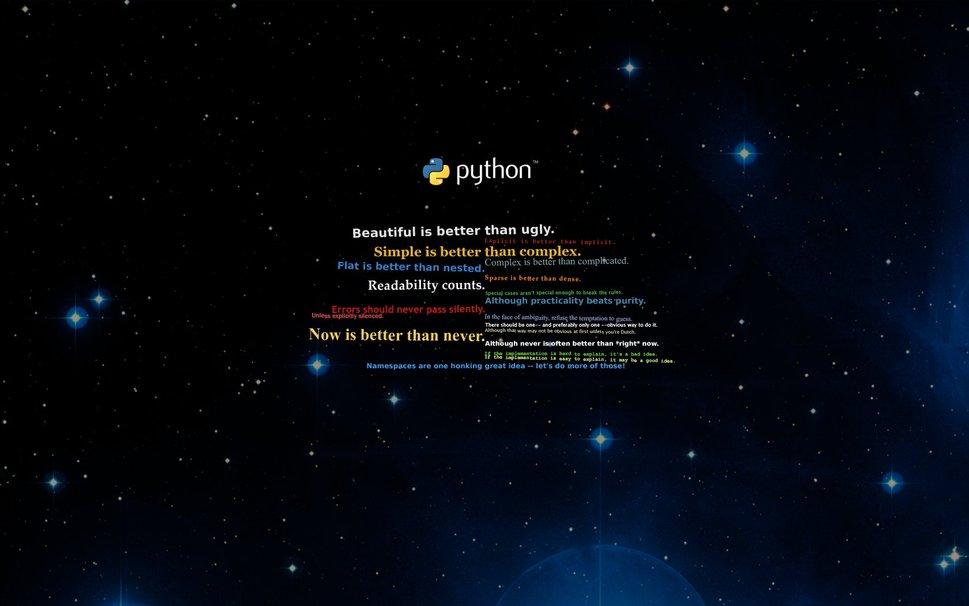 python™
Beautiful is better than ugly.
Explicit is better than implicit.
Simple is better than complex.
Complex is better than complicated.
Flat is better than nested.
Sparse is better than dense.
Readability counts.
Special cases aren't special enough to break the rules.
Although practicality beats purity.
Errors should never pass silently.
Unless explicitly silenced.
In the face of ambiguity, refuse the temptation to guess.
There should be one-- and preferably only one --obvious way to do it.
Although that way may not be obvious at first unless you're Dutch.
Now is better than never.
Although never is often better than *right* now.
If the implementation is hard to explain, it's a bad idea.
If the implementation is easy to explain, it may be a good idea.
Namespaces are one honking great idea -- let's do more of those!